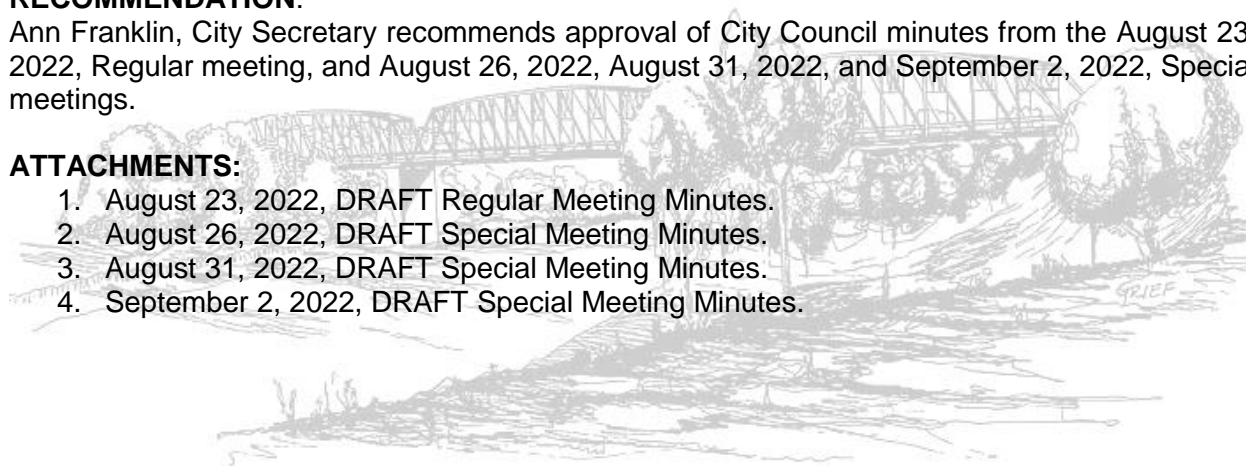 RECOMMENDATION:
Ann Franklin, City Secretary recommends approval of City Council minutes from the August 23
2022, Regular meeting, and August 26, 2022, August 31, 2022, and September 2, 2022, Specia
meetings.
ATTACHMENTS:
1. August 23, 2022, DRAFT Regular Meeting Minutes.
2. August 26, 2022, DRAFT Special Meeting Minutes.
3. August 31, 2022, DRAFT Special Meeting Minutes.
4. September 2, 2022, DRAFT Special Meeting Minutes.
GRIEF